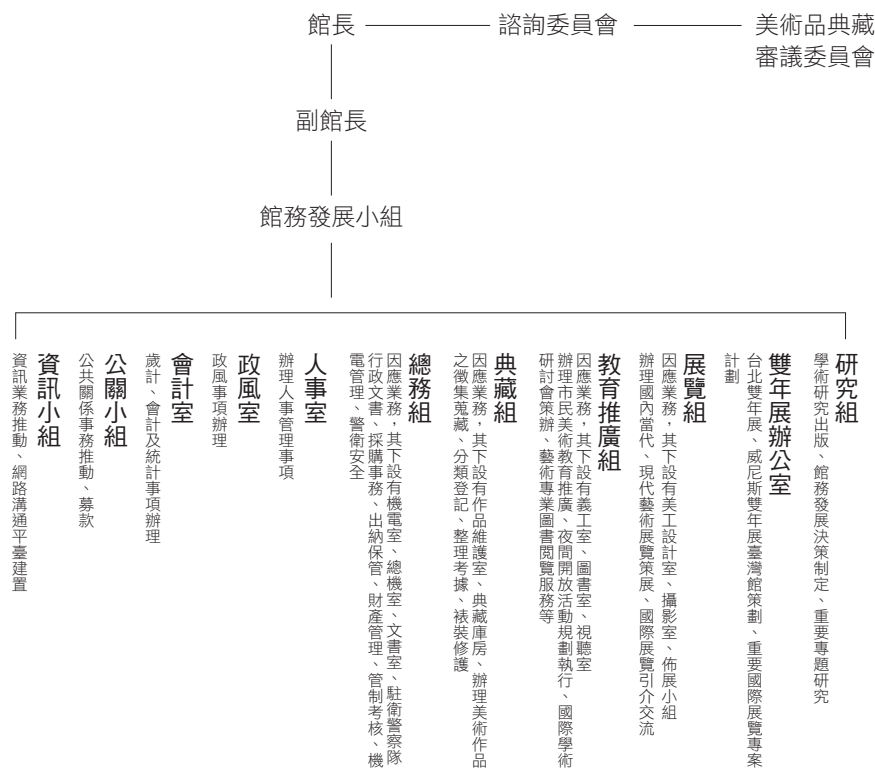 館長
諮詢委員會
美術品典藏
審議委員會
副館長
館務發展小組
研究組
學術研究出版、館務發展決策制定、重要專題研究
雙年展辦公室
台北雙年展、威尼斯雙年展臺灣館策劃、重要國際展覽專案
計劃
展覽組
因應業務，其下設有美工設計室、攝影室、佈展小組
辦理國內當代、現代藝術展覽策展、國際展覽引介交流
教育推廣組
因應業務，其下設有義工室、圖書室、視聽室
辦理市民美術教育推廣、夜間開放活動規劃執行、國際學術
研討會策辦、藝術專業圖書閱覽服務等
典藏組
因應業務，其下設有作品維護室、典藏庫房、辦理美術作品
之徵集蒐藏、分類登記、整理考據、裱裝修護
總務組
因應業務，其下設有機電室、總機室、文書室、駐衛警察隊
行政文書、採購事務、出納保管、財產管理、管制考核、機
電管理、警衛安全
人事室
辦理人事管理事項
政風室
政風事項辦理
會計室
歲計、會計及統計事項辦理
公關小組
公共關係事務推動、募款
資訊小組
資訊業務推動、網路溝通平臺建置